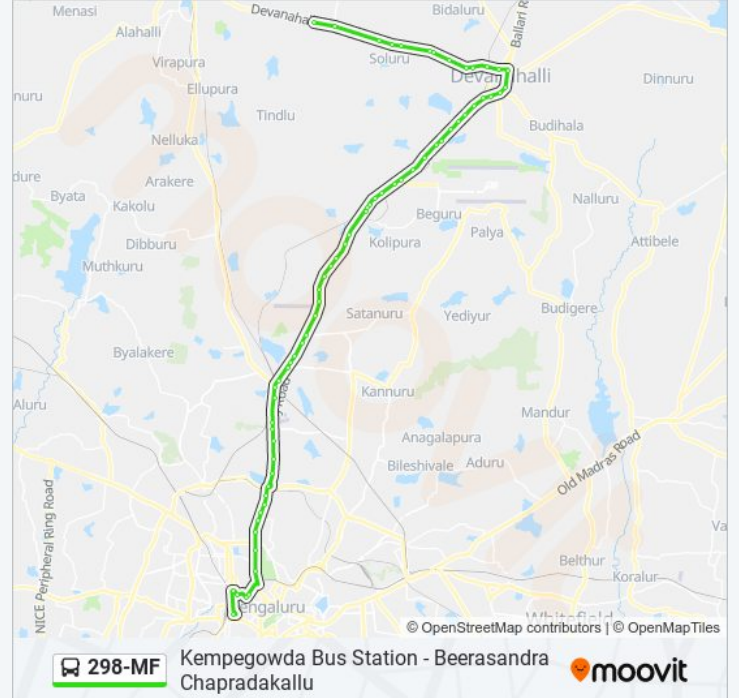 Menasi
Devanaha
Bidaluru
Ballari R
Alahalli
Virapura
Soluru
Devanahalli
Dinnuru
Ellupura
nuru
Tindlu
Budihala
Nelluka
dure
Arakere
Byata
Kakolu
Nalluru
Beguru
Palya
Dibburu
Kolipura
Attibele
Muthkuru
Satanuru
Yediyur
Budigere
Byalakere
y Road
Kannuru
Aluru
Mandur
Anagalapura
Bileshivale
Aduru
Old Madras Road
NICE Peripheral Ring Road
Va
Belthur
Koralur
engaluru
Whitefield
© OpenStreetMap contributors | © OpenMapTiles
298-MF
Kempegowda Bus Station - Beerasandra
Chapradakallu
moovit